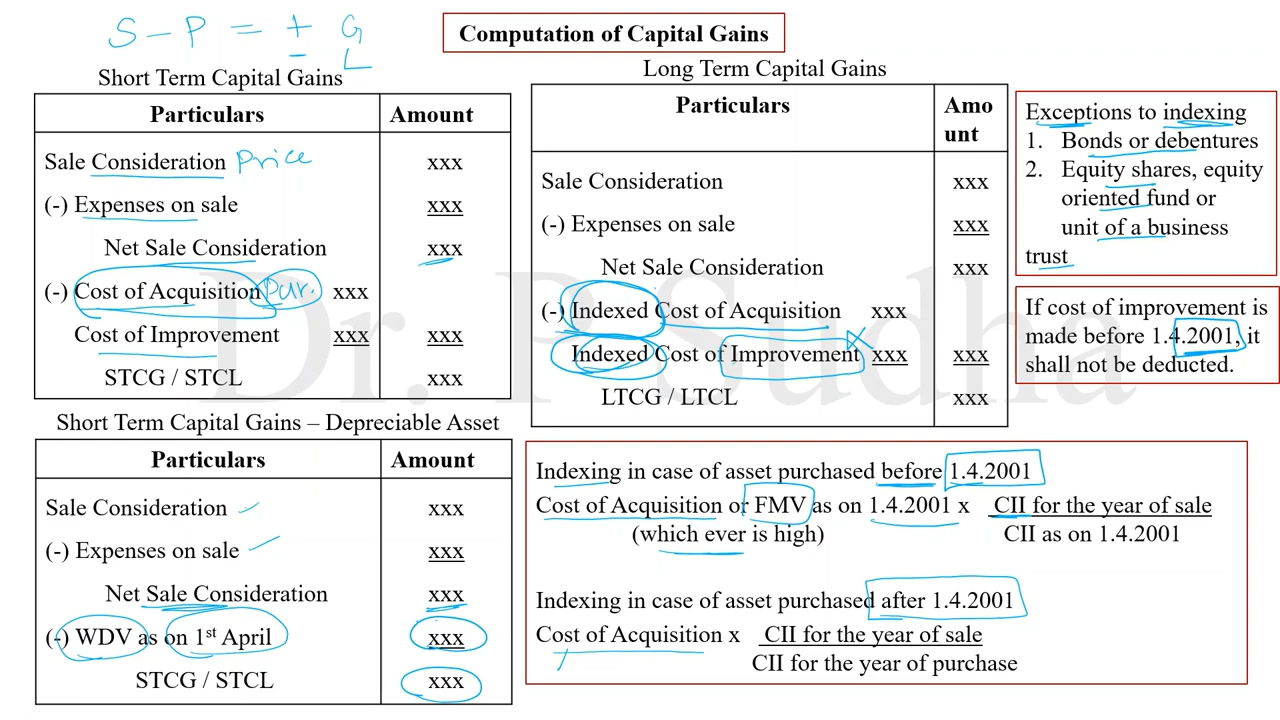 S - P = ± G
L
Computation of Capital Gains
Short Term Capital Gains
Particulars Amount
Sale Consideration Price xxx
(-) Expenses on sale xxx
Net Sale Consideration xxx
(-) Cost of Acquisition Pur. xxx
Cost of Improvement xxx xxx
STCG / STCL xxx
Long Term Capital Gains
Particulars Amo
unt
Sale Consideration xxx
(-) Expenses on sale xxx
Net Sale Consideration xxx
(-) Indexed Cost of Acquisition xxx
Indexed Cost of Improvement xxx xxx
LTCG / LTCL xxx
Exceptions to indexing
1. Bonds or debentures
2. Equity shares, equity
oriented fund or
unit of a business
trust
If cost of improvement is
made before 1.4.2001, it
shall not be deducted.
Short Term Capital Gains – Depreciable Asset
Particulars Amount
Sale Consideration xxx
(-) Expenses on sale xxx
Net Sale Consideration xxx
(-) WDV as on 1st April xxx
STCG / STCL xxx
Indexing in case of asset purchased before 1.4.2001
Cost of Acquisition or FMV as on 1.4.2001 x CII for the year of sale
(which ever is high) CII as on 1.4.2001
Indexing in case of asset purchased after 1.4.2001
Cost of Acquisition x CII for the year of sale
CII for the year of purchase
Dr. P Sudha